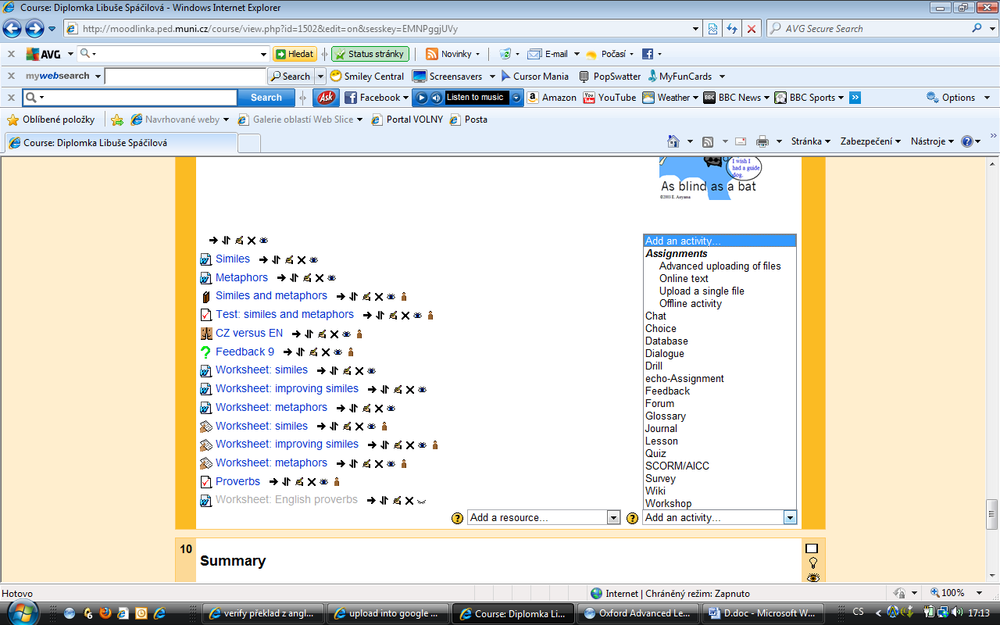 Course: Diplomka Libuše Spáčilová - Windows Internet Explorer
http://moodlinka.ped.muni.cz/course/view.php?id=1502&edit=on&sesskey=EMNPggjUVy
AVG Secure Search
X AVG Hledat Status stránky Novinky E-mail Počasí
X mywebsearch Search Smiley Central Screensavers Cursor Mania PopSwatter MyFunCards
X Search Ask Facebook Listen to music Amazon YouTube Weather BBC News BBC Sports Options
Oblíbené položky Navrhované weby Galerie oblastí Web Slice Portal VOLNY Posta
Course: Diplomka Libuše Spáčilová Stránka Zabezpečení Nástroje
I wish I
had a guide
dog.
As blind as a bat
©2003 K. Aoyama
Similes
Metaphors
Similes and metaphors
Test: similes and metaphors
CZ versus EN
Feedback 9
Worksheet: similes
Worksheet: improving similes
Worksheet: metaphors
Worksheet: similes
Worksheet: improving similes
Worksheet: metaphors
Proverbs
Worksheet: English proverbs
Add a resource...
Add an activity...
Assignments
Advanced uploading of files
Online text
Upload a single file
Offline activity
Chat
Choice
Database
Dialogue
Drill
echo-Assignment
Feedback
Forum
Glossary
Journal
Lesson
Quiz
SCORM/AICC
Survey
Wiki
Workshop
Add an activity...
10
Summary
Hotovo Internet | Chráněný režim: Zapnuto 100%
verify překlad z angl... upload into google ... Course: Diplomka Li... Oxford Advanced Le... D.doc - Microsoft W... CS 17:13